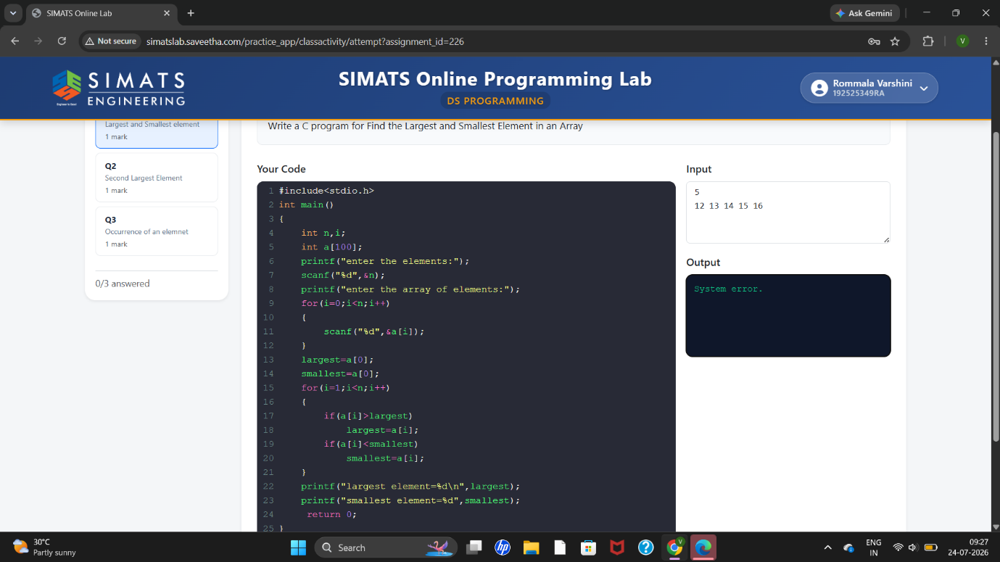 SIMATS Online Lab
Ask Gemini
Not secure
simatslab.saveetha.com/practice_app/classactivity/attempt?assignment_id=226
V
SIMATS
ENGINEERING
SIMATS Online Programming Lab
DS PROGRAMMING
Rommala Varshini
192525349RA
Largest and Smallest element
1 mark
Q2
Second Largest Element
1 mark
Q3
Occurrence of an elemnet
1 mark
0/3 answered
Write a C program for Find the Largest and Smallest Element in an Array
Your Code
1 #include<stdio.h>
2 int main()
3 {
4 int n,i;
5 int a[100];
6 printf("enter the elements:");
7 scanf("%d",&n);
8 printf("enter the array of elements:");
9 for(i=0;i<n;i++)
10 {
11 scanf("%d",&a[i]);
12 }
13 largest=a[0];
14 smallest=a[0];
15 for(i=1;i<n;i++)
16 {
17 if(a[i]>largest)
18 largest=a[i];
19 if(a[i]<smallest)
20 smallest=a[i];
21 }
22 printf("largest element=%d\n",largest);
23 printf("smallest element=%d",smallest);
24 return 0;
25 }
Input
5
12 13 14 15 16
Output
System error.
30°C
Partly sunny
Search
hp
V
ENG
IN
09:27
24-07-2026